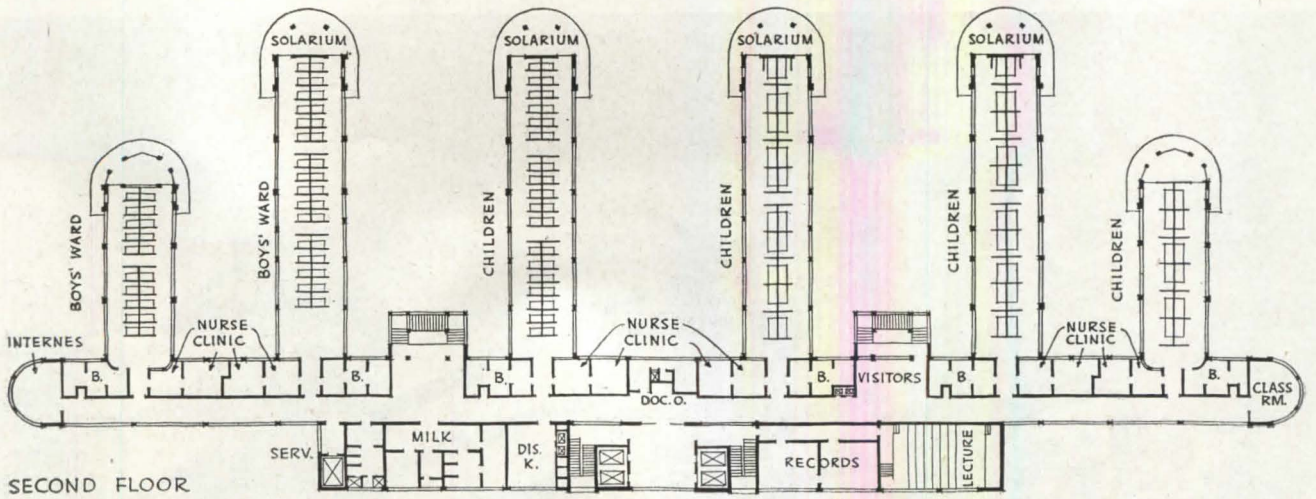 SOLARIUM
SOLARIUM
SOLARIUM
SOLARIUM
BOYS' WARD
BOYS' WARD
CHILDREN
CHILDREN
CHILDREN
CHILDREN
INTERNES
NURSE
CLINIC
NURSE
CLINIC
NURSE
CLINIC
B.
B.
B.
B.
VISITORS
B.
B.
CLASS
RM.
DOC. O.
SERV.
MILK
DIS.
K.
RECORDS
LECTURE
SECOND FLOOR